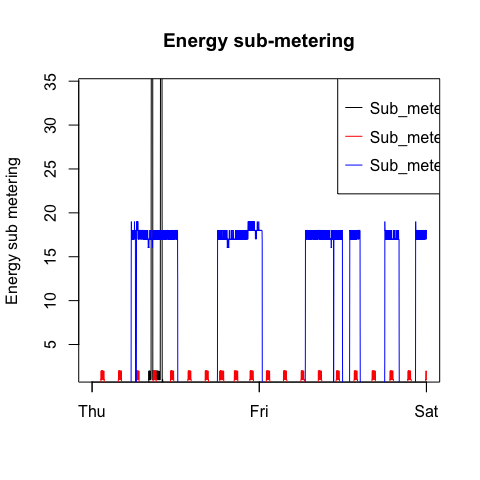 Energy sub-metering
35
30
25
20
15
10
5
Energy sub metering
Sub_mete
Sub_mete
Sub_mete
Thu Fri Sat